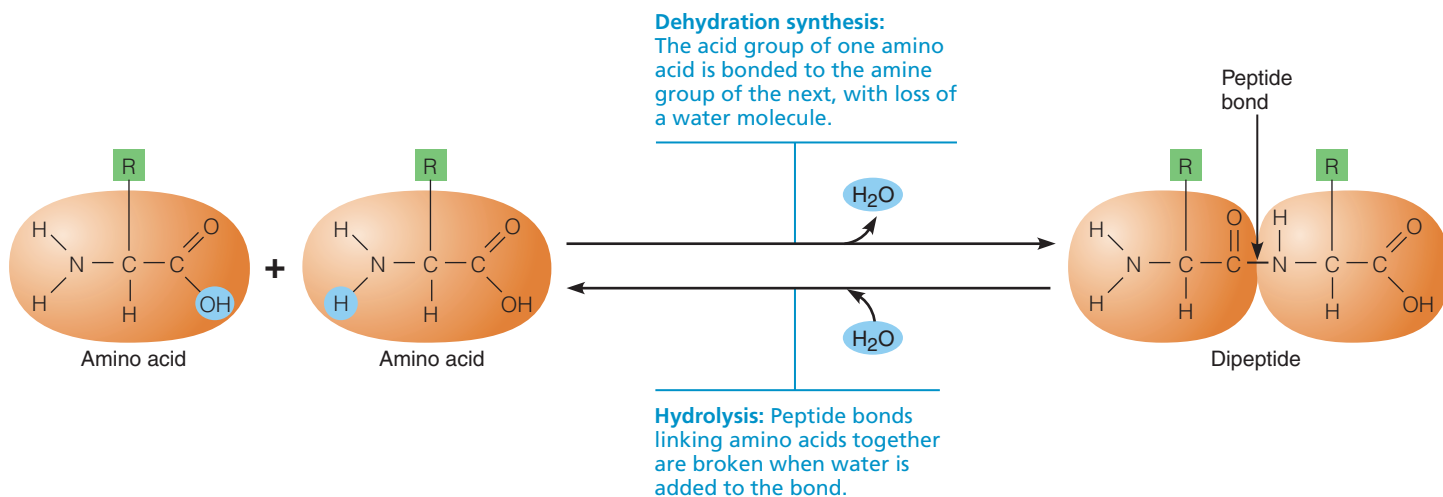 Dehydration synthesis:
The acid group of one amino
acid is bonded to the amine
group of the next, with loss of
a water molecule.
Peptide
bond
R
R
R
R
H2O
H
O
H
O
H
O
H
O
N
C
C
+
N
C
C
N
C
C
N
C
C
H
H
OH
H
H
OH
H
H
H
OH
Amino acid
Amino acid
H2O
Dipeptide
Hydrolysis: Peptide bonds
linking amino acids together
are broken when water is
added to the bond.